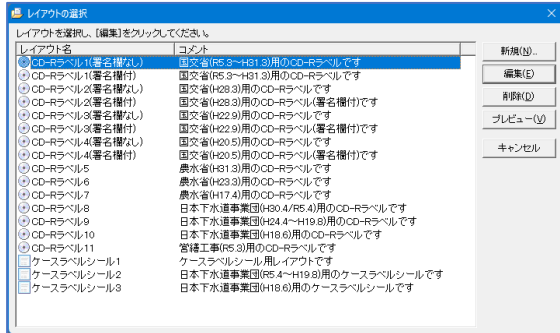 レイアウトの選択
レイアウトを選択し、[編集]をクリックしてください。
レイアウト名 コメント
CD-Rラベル1(署名欄なし) 国交省(R5.3～H31.3)用のCD-Rラベルです
CD-Rラベル1(署名欄付) 国交省(R5.3～H31.3)用のCD-Rラベルです
CD-Rラベル2(署名欄なし) 国交省(H28.3)用のCD-Rラベルです
CD-Rラベル2(署名欄付) 国交省(H28.3)用のCD-Rラベル(署名欄付)です
CD-Rラベル3(署名欄なし) 国交省(H22.9)用のCD-Rラベルです
CD-Rラベル3(署名欄付) 国交省(H22.9)用のCD-Rラベル(署名欄付)です
CD-Rラベル4(署名欄なし) 国交省(H20.5)用のCD-Rラベルです
CD-Rラベル4(署名欄付) 国交省(H20.5)用のCD-Rラベル(署名欄付)です
CD-Rラベル5 農水省(H31.3)用のCD-Rラベルです
CD-Rラベル6 農水省(H23.3)用のCD-Rラベルです
CD-Rラベル7 農水省(H17.4)用のCD-Rラベルです
CD-Rラベル8 日本下水道事業団(H30.4/R5.4)用のCD-Rラベルです
CD-Rラベル9 日本下水道事業団(H24.4～H19.8)用のCD-Rラベルです
CD-Rラベル10 日本下水道事業団(H18.6)用のCD-Rラベルです
CD-Rラベル11 営繕工事(R5.3)用のCD-Rラベルです
ケースラベルシール1 ケースラベルシール用レイアウトです
ケースラベルシール2 日本下水道事業団(R5.4～H19.8)用のケースラベルシールです
ケースラベルシール3 日本下水道事業団(H18.6)用のケースラベルシールです
新規(N)...
編集(E)
削除(D)
プレビュー(V)
キャンセル